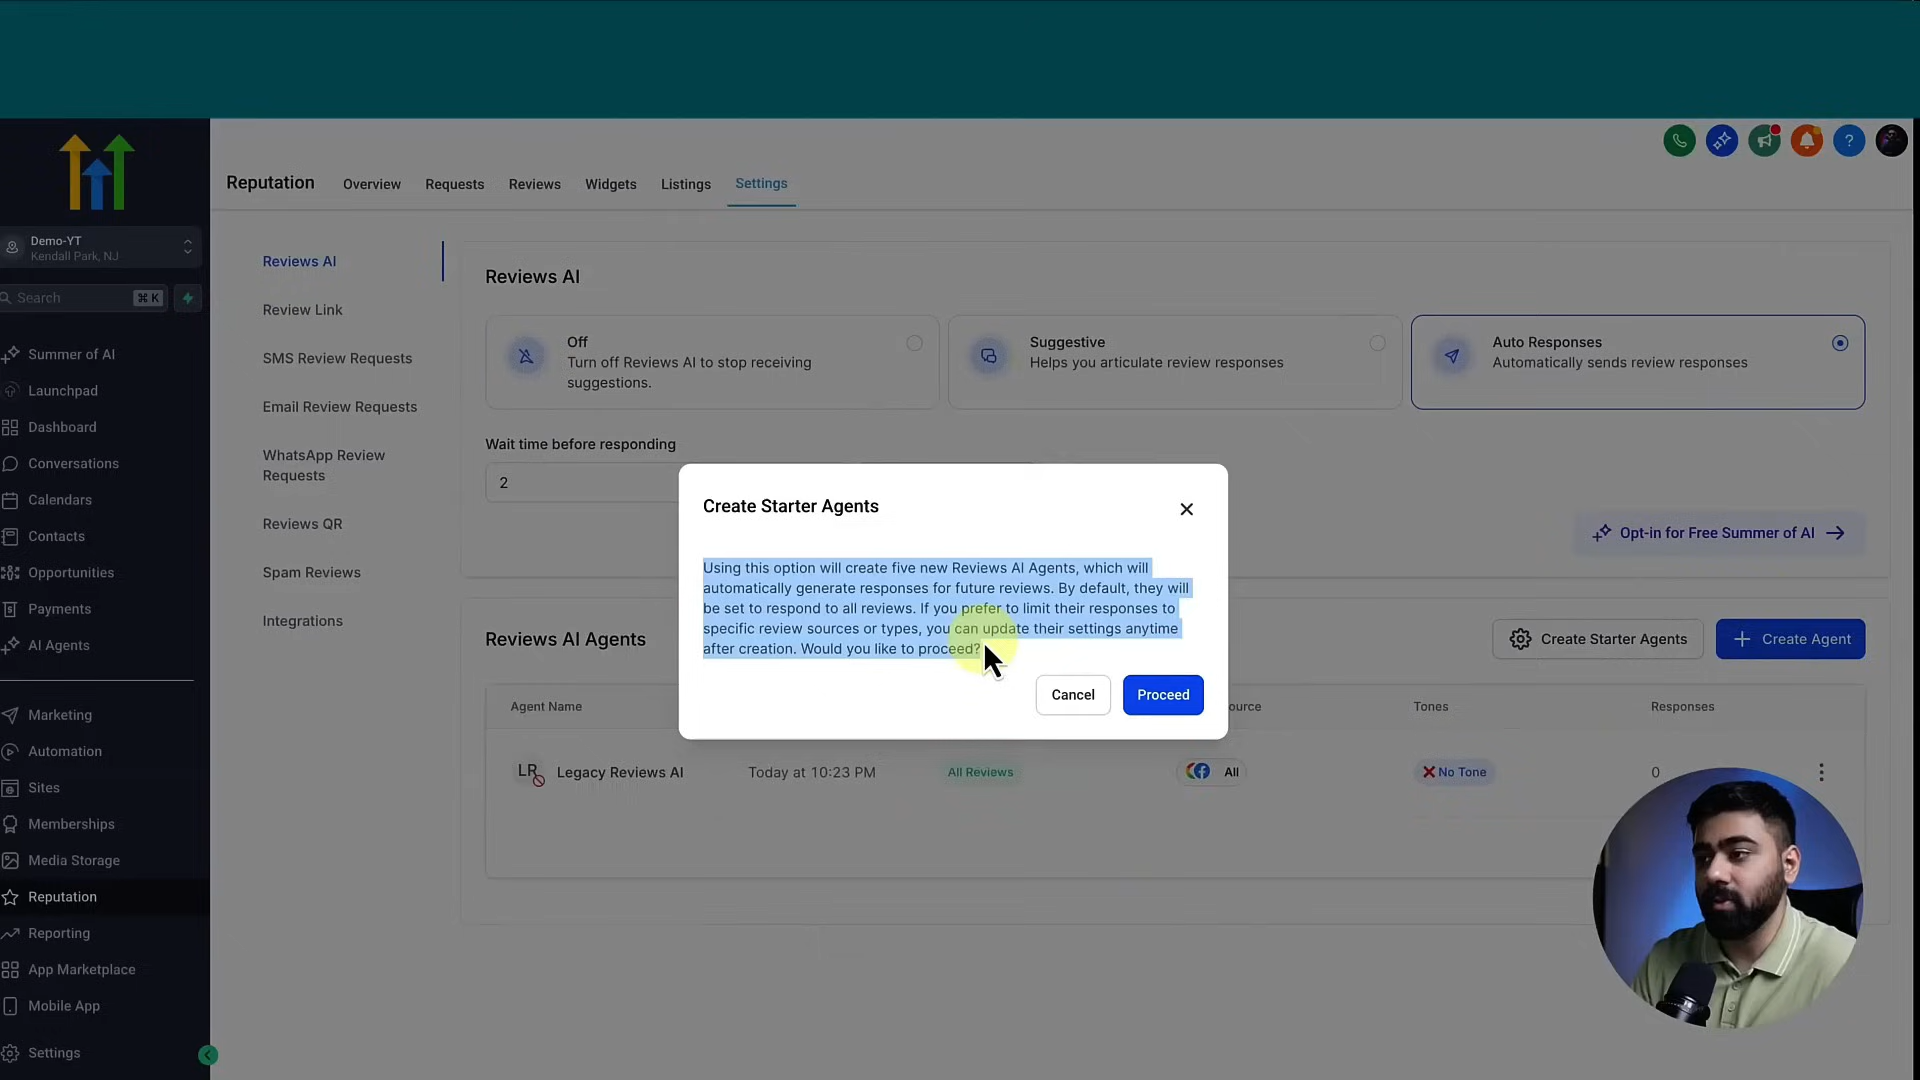 Demo-YT
Kendall Park, NJ
Search
⌘ K
Summer of AI
Launchpad
Dashboard
Conversations
Calendars
Contacts
Opportunities
Payments
AI Agents
Marketing
Automation
Sites
Memberships
Media Storage
Reputation
Reporting
App Marketplace
Mobile App
Settings
Reputation
Overview
Requests
Reviews
Widgets
Listings
Settings
?
Reviews AI
Review Link
SMS Review Requests
Email Review Requests
WhatsApp Review
Requests
Reviews QR
Spam Reviews
Integrations
Reviews AI
Off
Turn off Reviews AI to stop receiving
suggestions.
Suggestive
Helps you articulate review responses
Auto Responses
Automatically sends review responses
Wait time before responding
2
Opt-in for Free Summer of AI
Create Starter Agents
Using this option will create five new Reviews AI Agents, which will
automatically generate responses for future reviews. By default, they will
be set to respond to all reviews. If you prefer to limit their responses to
specific review sources or types, you can update their settings anytime
after creation. Would you like to proceed?
Cancel
Proceed
Reviews AI Agents
Create Starter Agents
Create Agent
Agent Name
ource
Tones
Responses
LR
Legacy Reviews AI
Today at 10:23 PM
All Reviews
All
No Tone
0